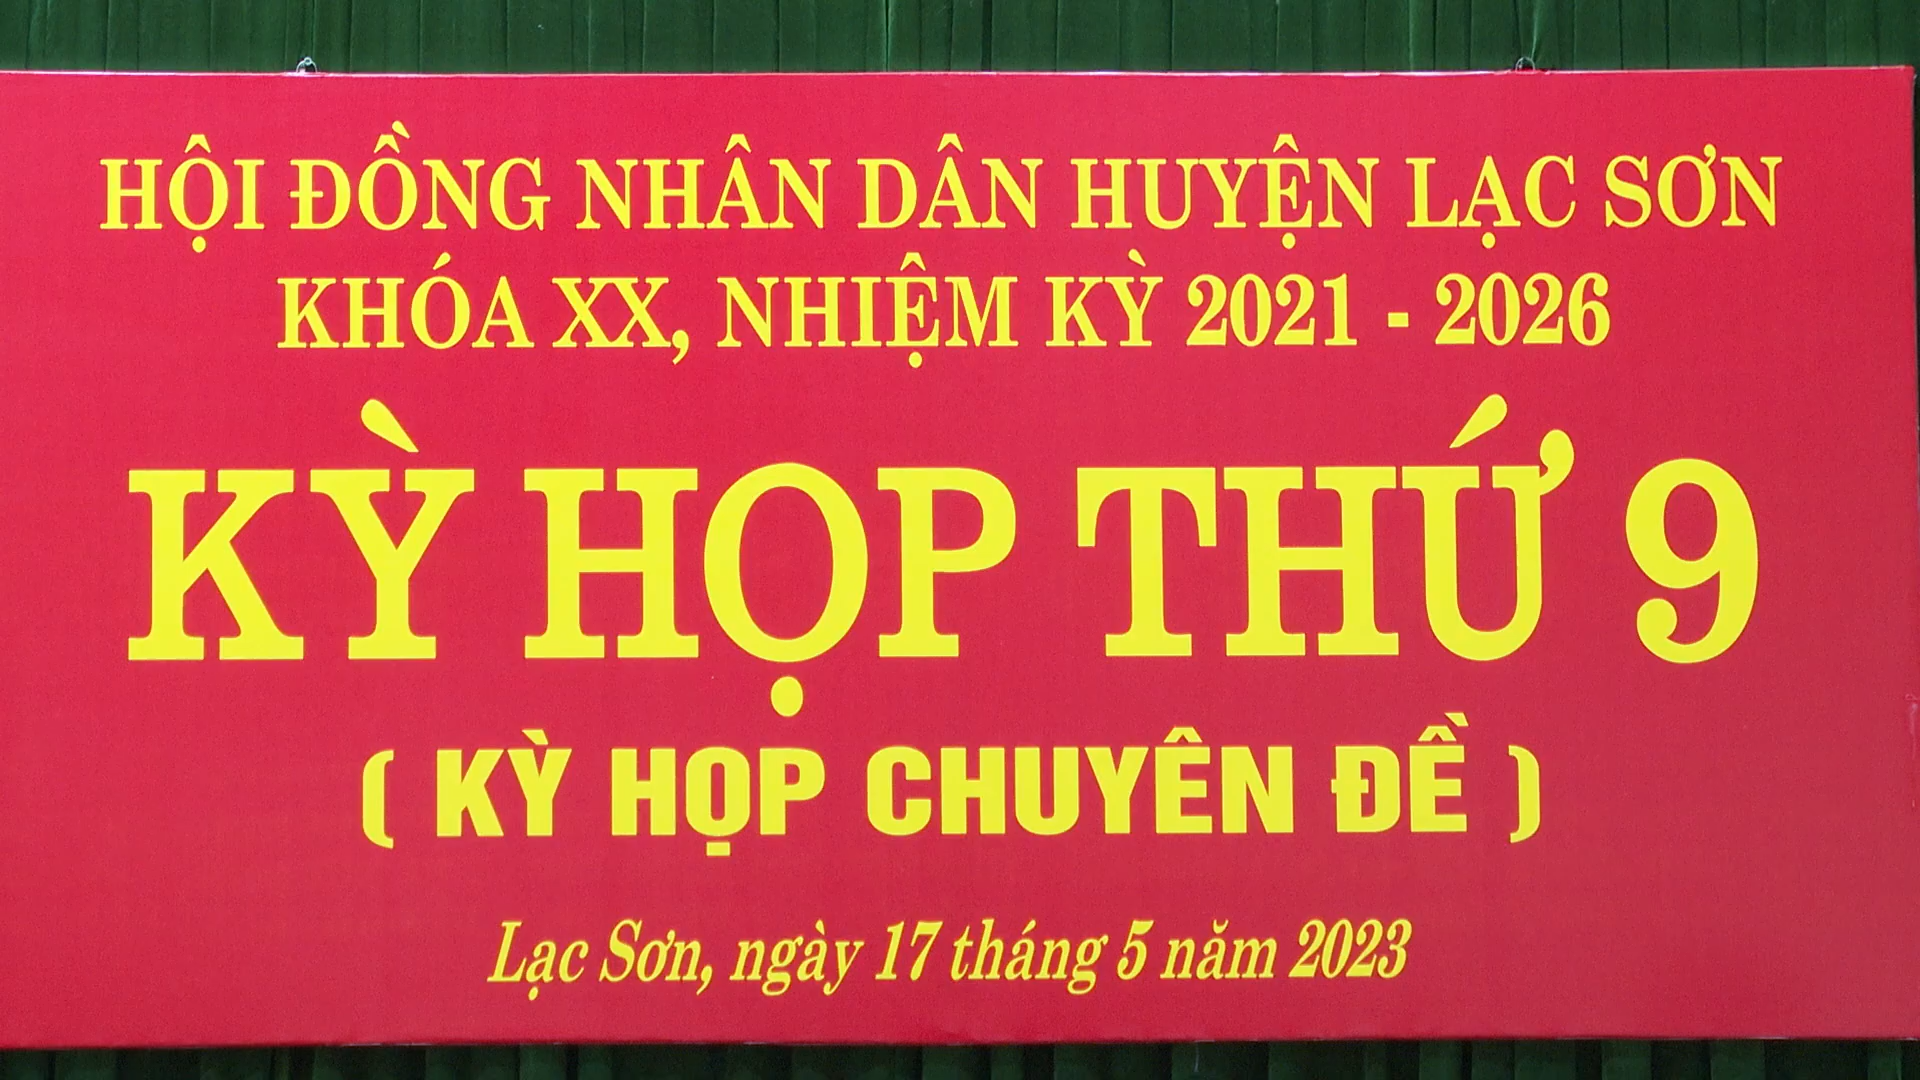 HỘI ĐỒNG NHÂN DÂN HUYỆN LẠC SƠN
KHÓA XX, NHIỆM KỲ 2021 - 2026
KỲ HỌP THỨ 9
( KỲ HỌP CHUYÊN ĐỀ )
Lạc Sơn, ngày 17 tháng 5 năm 2023